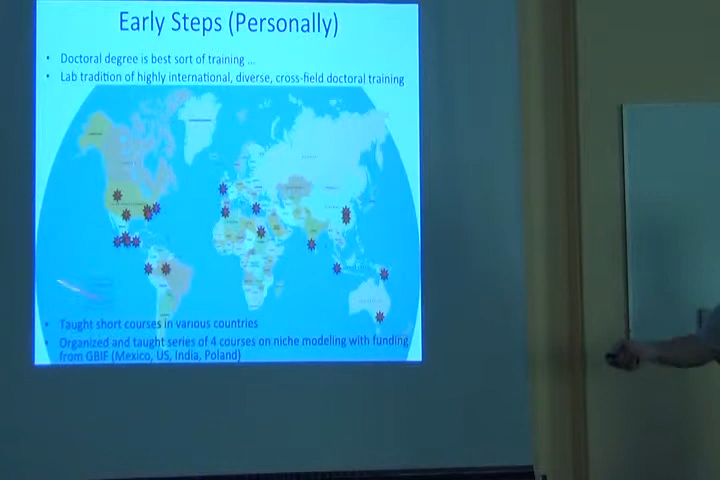 Early Steps (Personally)
• Doctoral degree is best sort of training ...
• Lab tradition of highly international, diverse, cross-field doctoral training
• Taught short courses in various countries
• Organized and taught series of 4 courses on niche modeling with funding
from GBIF (Mexico, US, India, Poland)